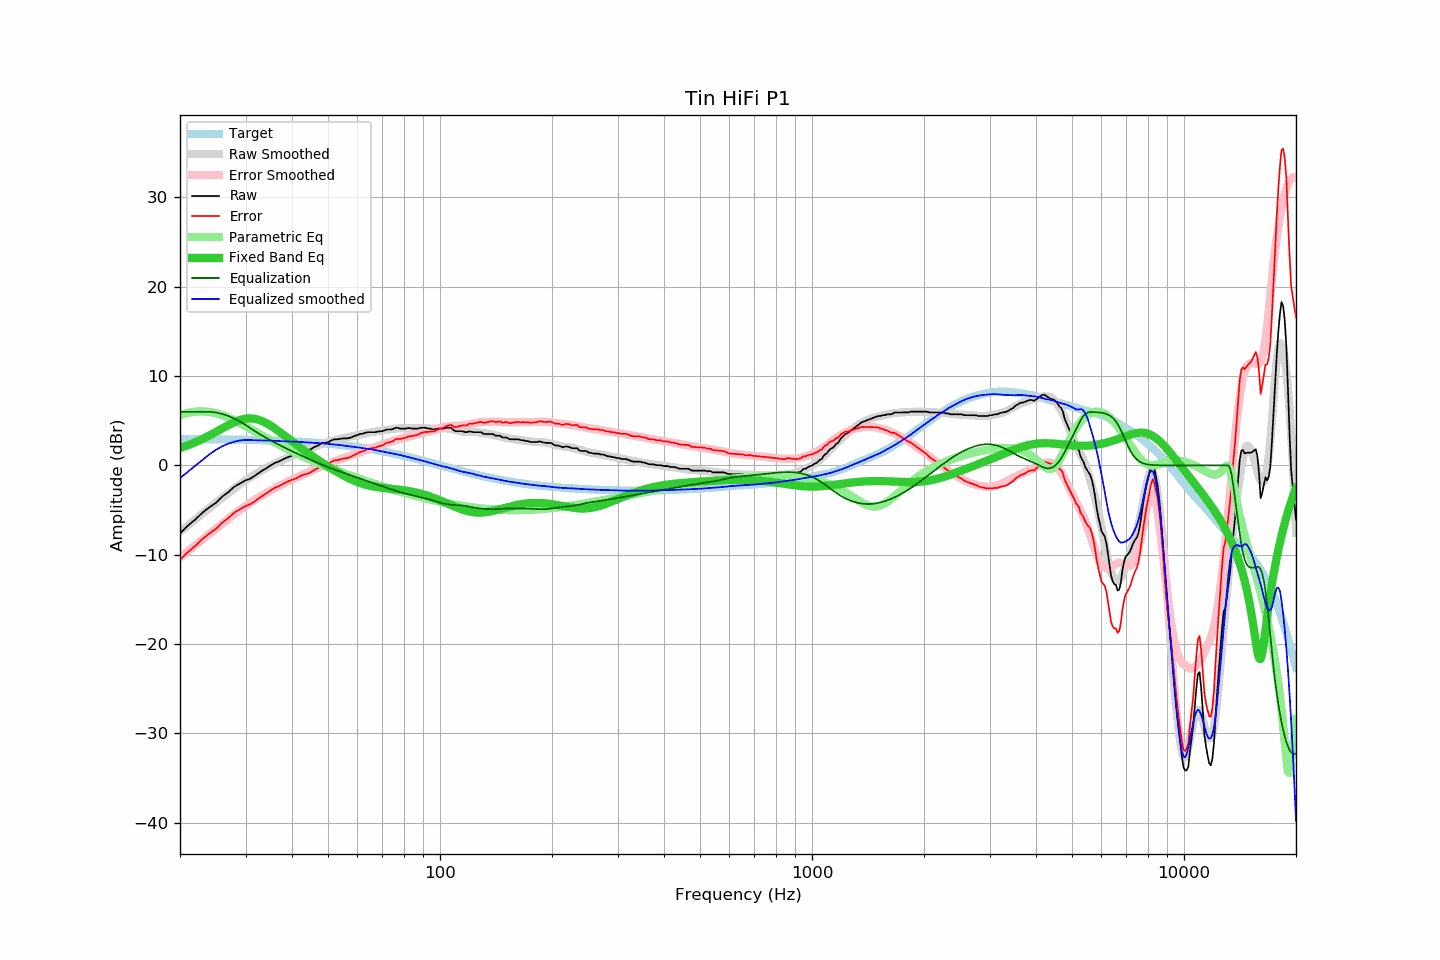 Tin HiFi P1
Target
Raw Smoothed
Error Smoothed
Raw
Error
Parametric Eq
Fixed Band Eq
Equalization
Equalized smoothed
30
20
10
0
−10
−20
−30
−40
Amplitude (dBr)
100
1000
10000
Frequency (Hz)